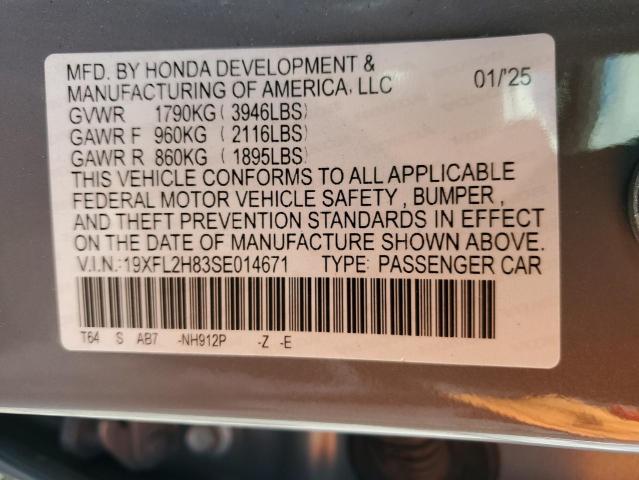 MFD. BY HONDA DEVELOPMENT &
MANUFACTURING OF AMERICA, LLC 01/'25
GVWR 1790KG ( 3946LBS )
GAWR F 960KG ( 2116LBS )
GAWR R 860KG ( 1895LBS )
THIS VEHICLE CONFORMS TO ALL APPLICABLE
FEDERAL MOTOR VEHICLE SAFETY , BUMPER ,
AND THEFT PREVENTION STANDARDS IN EFFECT
ON THE DATE OF MANUFACTURE SHOWN ABOVE.
V.I.N.:19XFL2H83SE014671 TYPE: PASSENGER CAR
T64 S AB7 -NH912P -Z -E